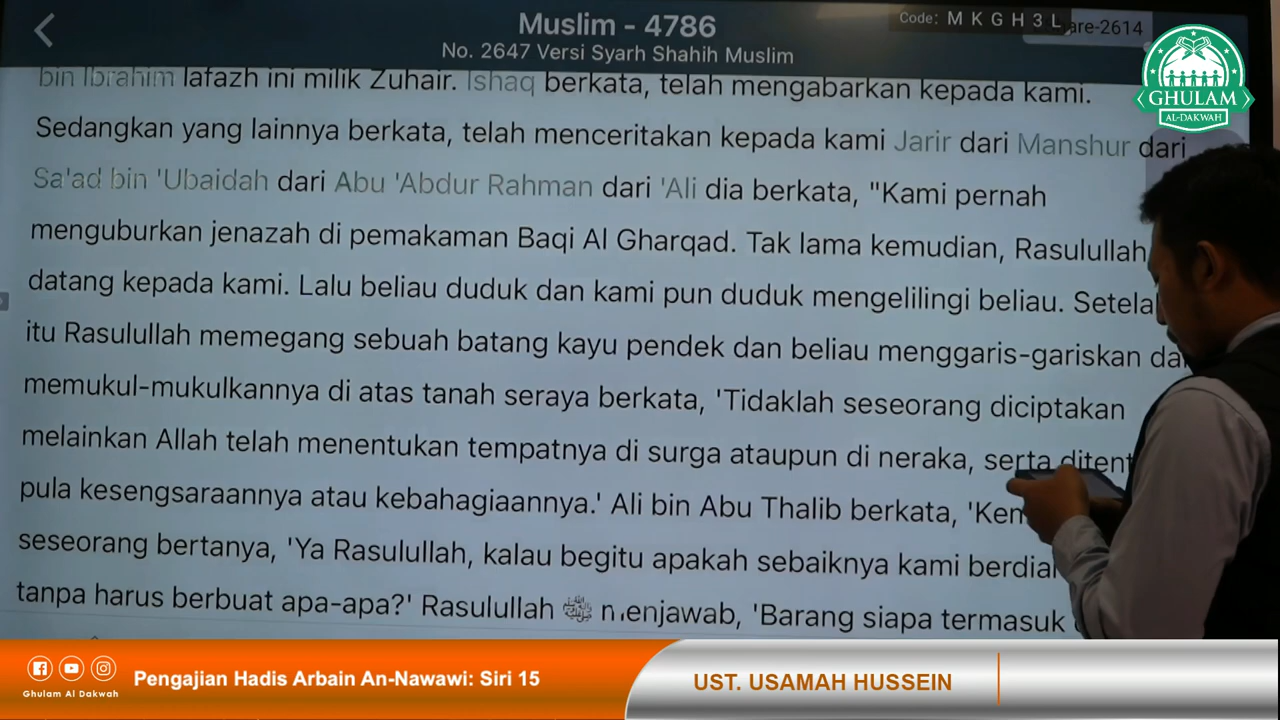 Muslim - 4786
No. 2647 Versi Syarh Shahih Muslim
Code: M K G H 3 L
are-2614
GHULAM
AL-DAKWAH
bin Ibrahim lafazh ini milik Zuhair. Ishaq berkata, telah mengabarkan kepada kami.
Sedangkan yang lainnya berkata, telah menceritakan kepada kami Jarir dari Manshur dari
Sa'ad bin 'Ubaidah dari Abu 'Abdur Rahman dari 'Ali dia berkata, "Kami pernah
menguburkan jenazah di pemakaman Baqi Al Gharqad. Tak lama kemudian, Rasulullah
datang kepada kami. Lalu beliau duduk dan kami pun duduk mengelilingi beliau. Setela
itu Rasulullah memegang sebuah batang kayu pendek dan beliau menggaris-gariskan da
memukul-mukulkannya di atas tanah seraya berkata, 'Tidaklah seseorang diciptakan
melainkan Allah telah menentukan tempatnya di surga ataupun di neraka, serta ditent
pula kesengsaraannya atau kebahagiaannya.' Ali bin Abu Thalib berkata, 'Kem
seseorang bertanya, 'Ya Rasulullah, kalau begitu apakah sebaiknya kami berdia
tanpa harus berbuat apa-apa?' Rasulullah ﷺ menjawab, 'Barang siapa termasuk
Ghulam Al Dakwah
Pengajian Hadis Arbain An-Nawawi: Siri 15
UST. USAMAH HUSSEIN